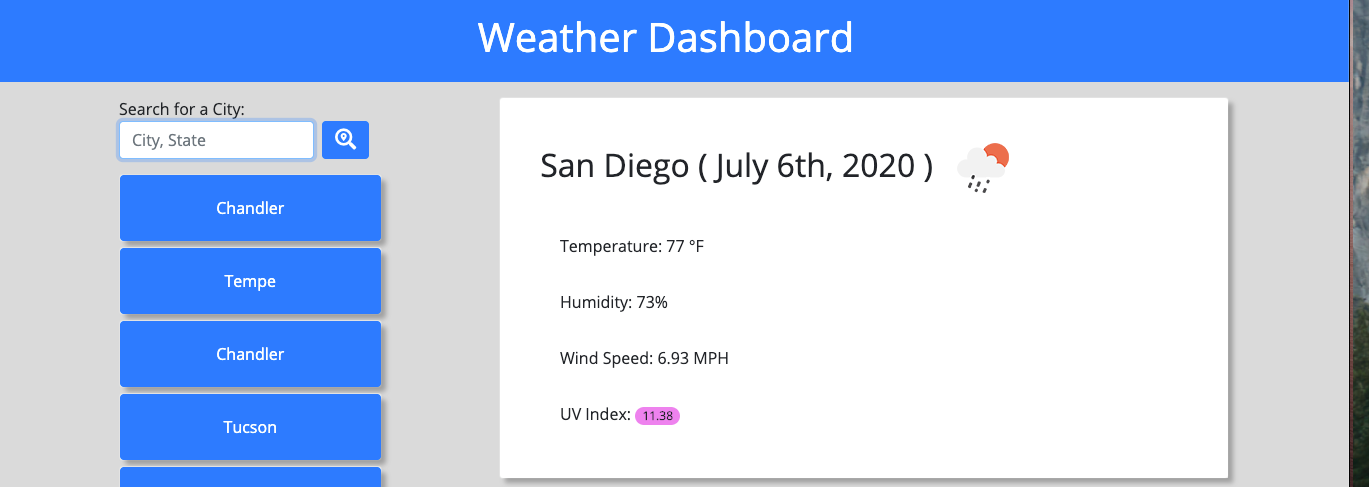 Weather Dashboard
Search for a City:
City, State
Chandler
Tempe
Chandler
Tucson
San Diego ( July 6th, 2020 )
Temperature: 77 °F
Humidity: 73%
Wind Speed: 6.93 MPH
UV Index: 11.38